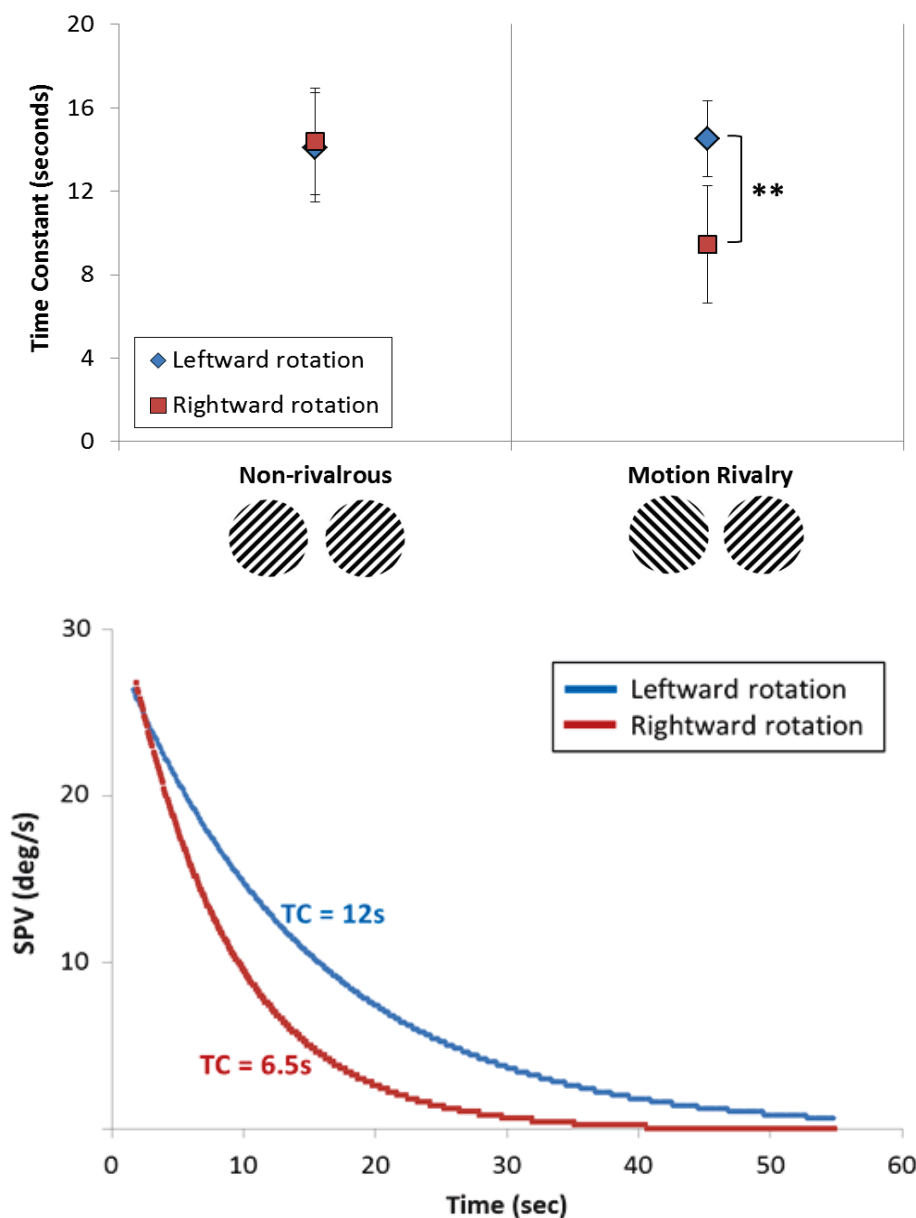 20
16
12
8
4
0
Time Constant (seconds)
**
Leftward rotation
Rightward rotation
Non-rivalrous
Motion Rivalry
30
20
10
SPV (deg/s)
Leftward rotation
Rightward rotation
TC = 12s
TC = 6.5s
0
10
20
30
40
50
60
Time (sec)